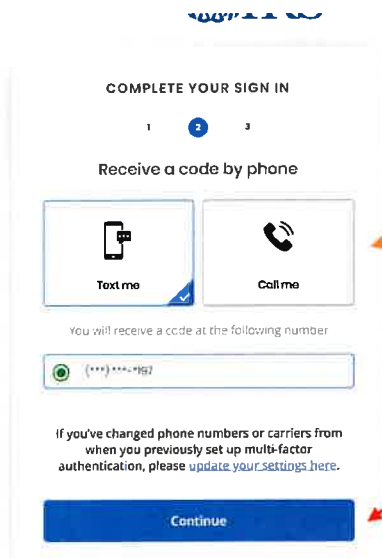 COMPLETE YOUR SIGN IN
1 2 3
Receive a code by phone
Text me Call me
You will receive a code at the following number
(***) ***-*197
If you've changed phone numbers or carriers from
when you previously set up multi-factor
authentication, please update your settings here.
Continue